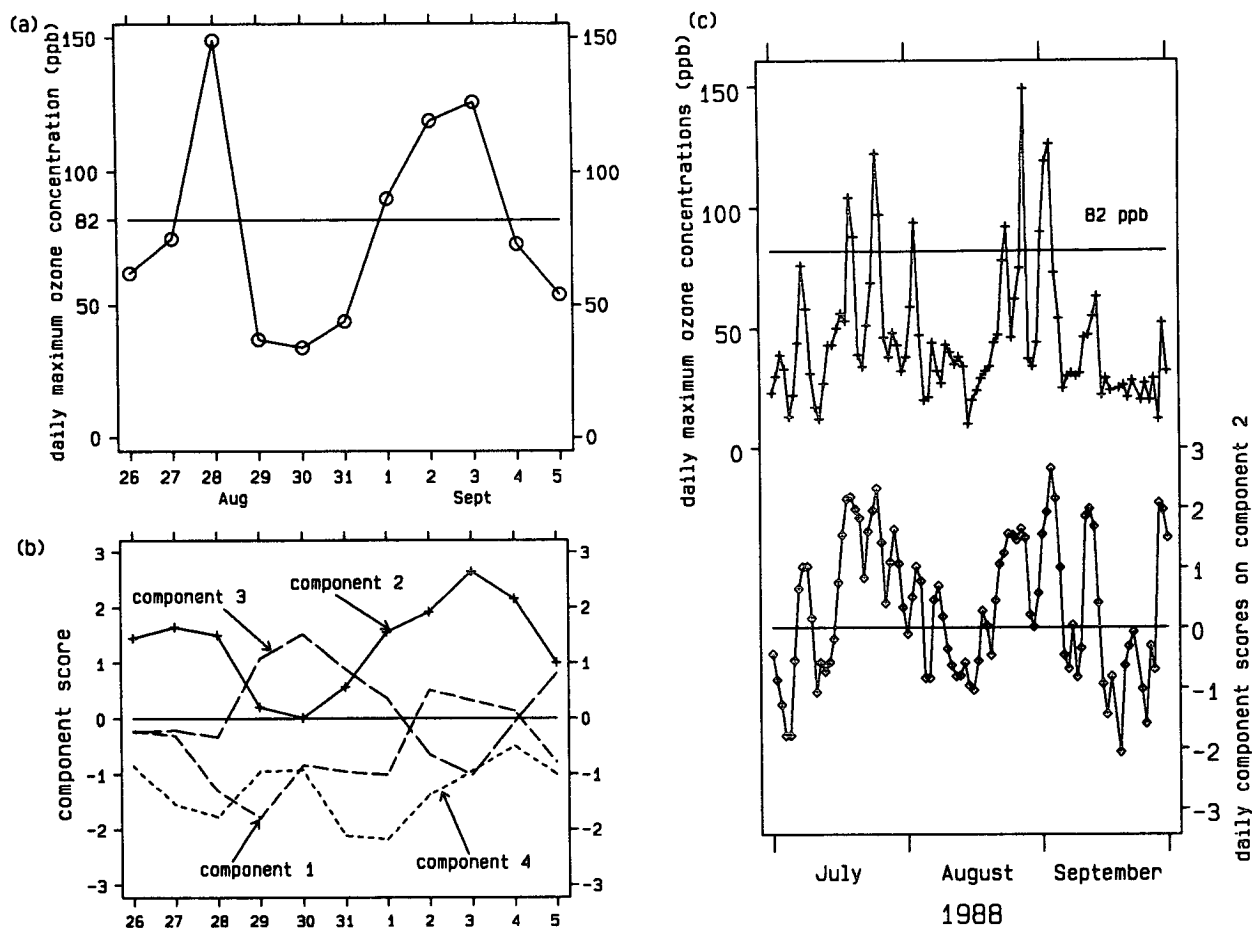 (a)
daily maximum ozone concentration (ppb)
150
100
82
50
0
150
100
50
0
26 27 28 29 30 31 1 2 3 4 5
Aug Sept
(b)
component score
3
2
1
0
-1
-2
-3
3
2
1
0
-1
-2
-3
component 3
component 2
component 1
component 4
26 27 28 29 30 31 1 2 3 4 5
(c)
daily maximum ozone concentrations (ppb)
150
100
50
0
82 ppb
3
2
1
0
-1
-2
-3
daily component scores on component 2
July August September
1988